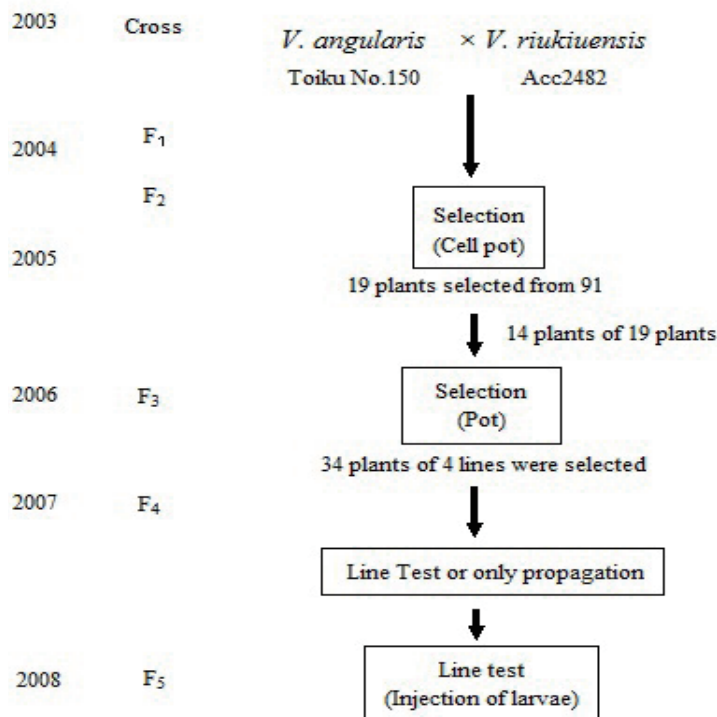 2003 Cross V. angularis × V. riukiuensis
Toiku No.150 Acc2482
2004 F₁
F₂ Selection
(Cell pot)
2005
19 plants selected from 91
14 plants of 19 plants
2006 F₃ Selection
(Pot)
34 plants of 4 lines were selected
2007 F₄
Line Test or only propagation
2008 F₅ Line test
(Injection of larvae)